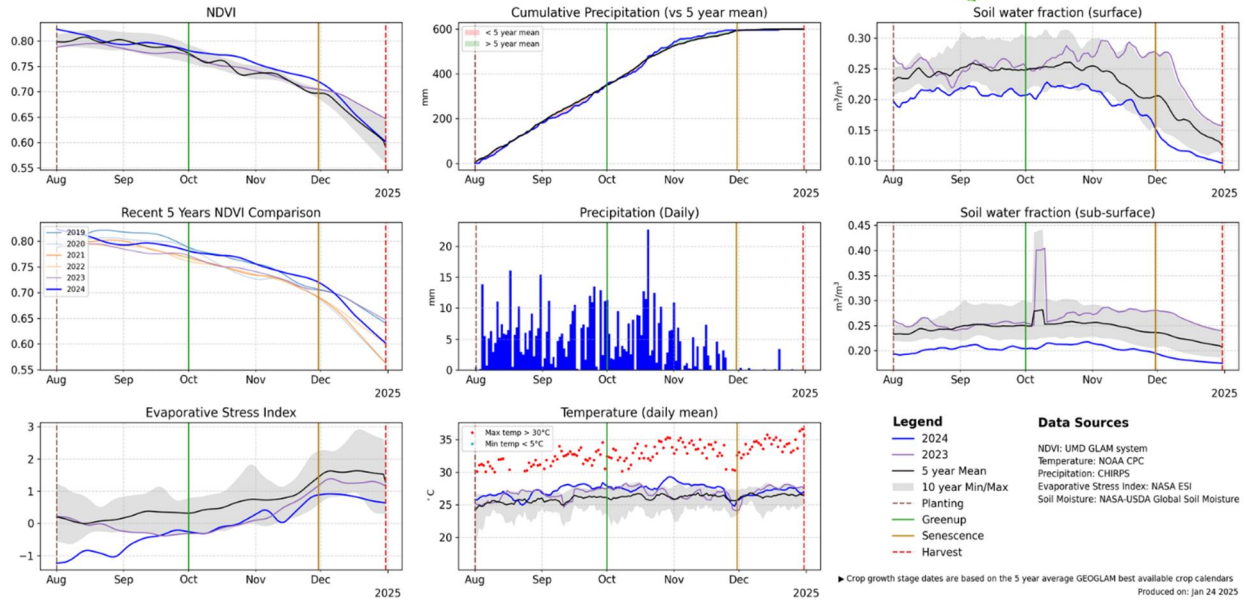 NDVI
0.80
0.75
0.70
0.65
0.60
0.55
Aug Sep Oct Nov Dec 2025
Cumulative Precipitation (vs 5 year mean)
< 5 year mean
> 5 year mean
600
400
200
0
mm
Aug Sep Oct Nov Dec 2025
Soil water fraction (surface)
0.30
0.25
0.20
0.15
0.10
m³/m³
Aug Sep Oct Nov Dec 2025
Recent 5 Years NDVI Comparison
2019
2020
2021
2022
2023
2024
0.80
0.75
0.70
0.65
0.60
0.55
Aug Sep Oct Nov Dec 2025
Precipitation (Daily)
20
15
10
5
0
mm
Aug Sep Oct Nov Dec 2025
Soil water fraction (sub-surface)
0.45
0.40
0.35
0.30
0.25
0.20
m³/m³
Aug Sep Oct Nov Dec 2025
Evaporative Stress Index
3
2
1
0
−1
Aug Sep Oct Nov Dec 2025
Temperature (daily mean)
Max temp > 30°C
Min temp < 5°C
35
30
25
20
°C
Aug Sep Oct Nov Dec 2025
Legend
2024
2023
5 year Mean
10 year Min/Max
Planting
Greenup
Senescence
Harvest
Data Sources
NDVI: UMD GLAM system
Temperature: NOAA CPC
Precipitation: CHIRPS
Evaporative Stress Index: NASA ESI
Soil Moisture: NASA-USDA Global Soil Moisture
▶ Crop growth stage dates are based on the 5 year average GEOGLAM best available crop calendars
Produced on: Jan 24 2025